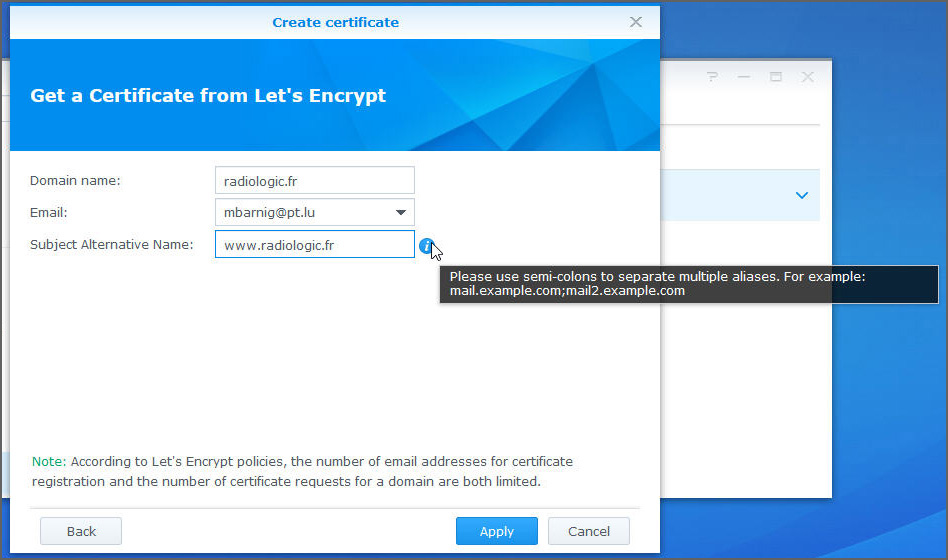 Create certificate
Get a Certificate from Let's Encrypt
Domain name:
radiologic.fr
Email:
mbarnig@pt.lu
Subject Alternative Name:
www.radiologic.fr
Please use semi-colons to separate multiple aliases. For example:
mail.example.com;mail2.example.com
Note: According to Let's Encrypt policies, the number of email addresses for certificate
registration and the number of certificate requests for a domain are both limited.
Back
Apply
Cancel